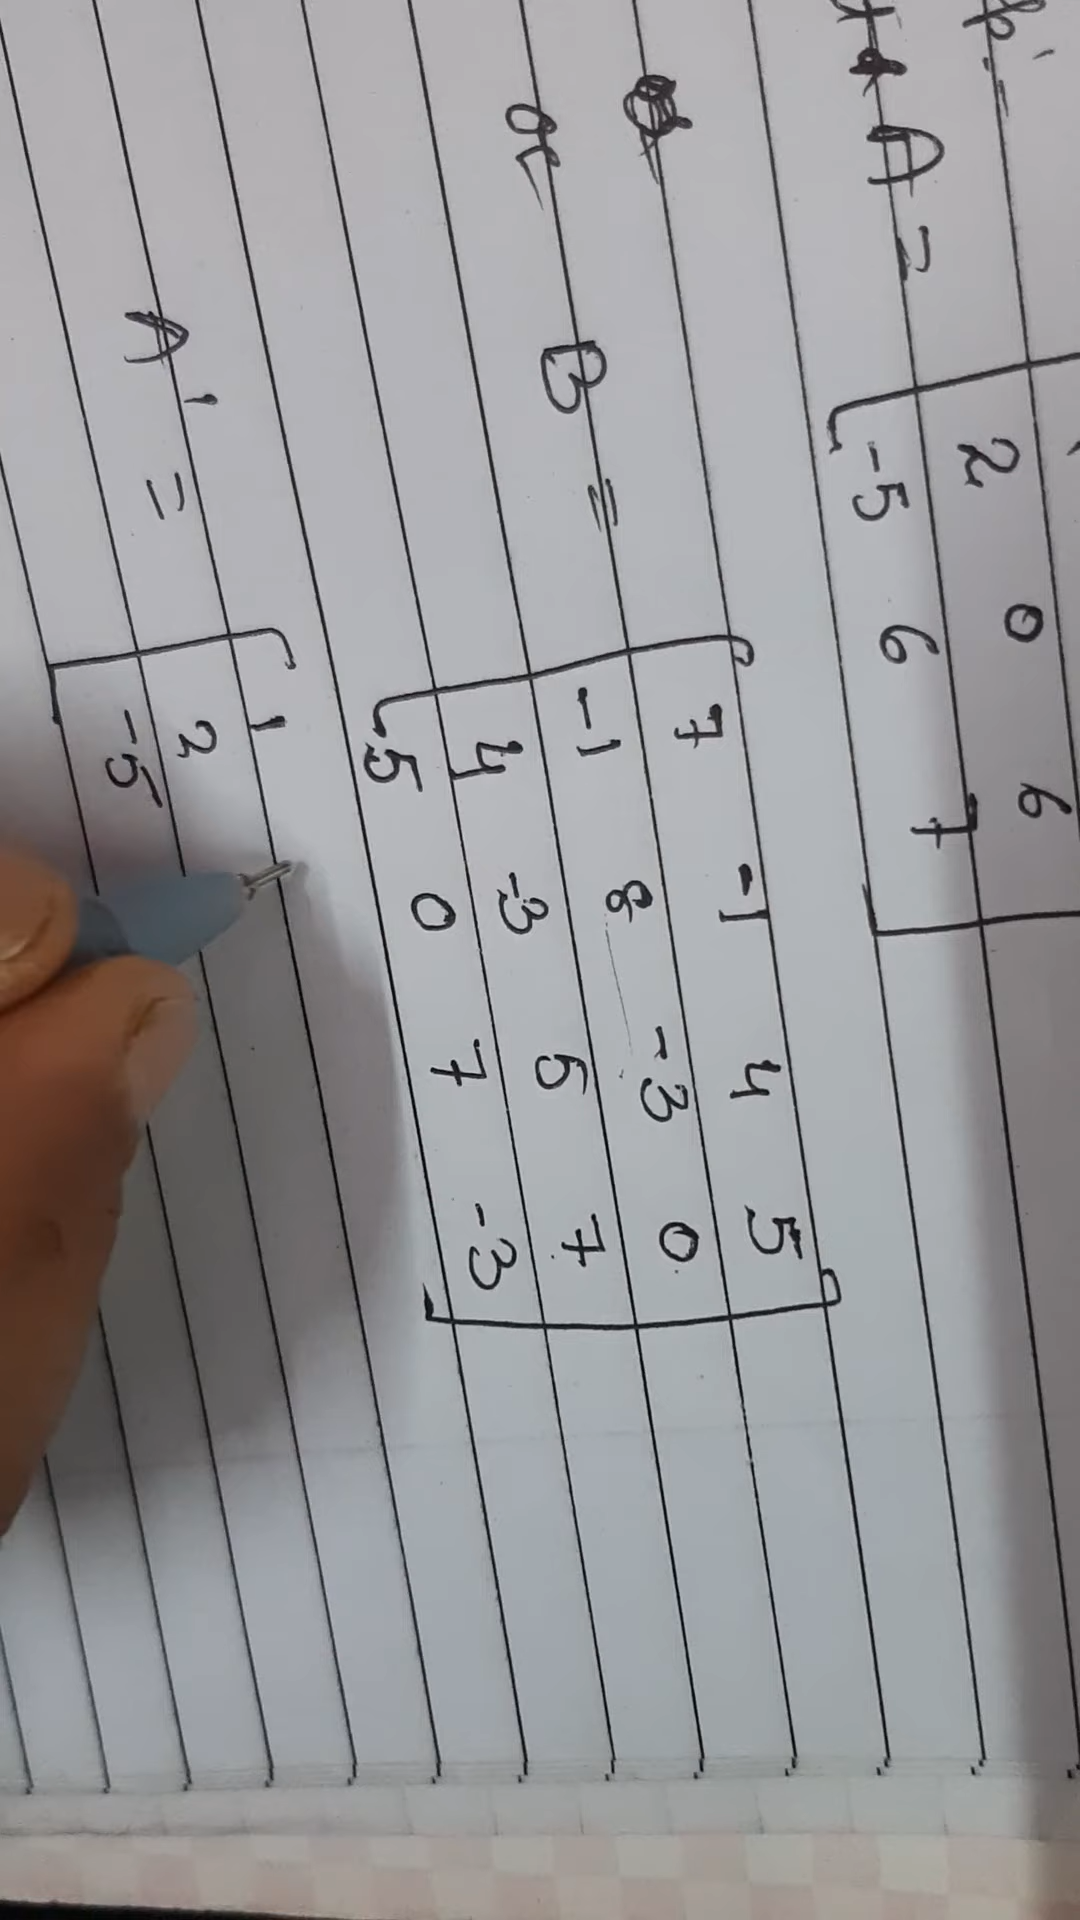 A =
2 0 6
-5 6 7
or B =
7 -1 4 5
-1 8 -3 0
4 -3 5 7
5 0 7 -3
A' =
1
2
-5